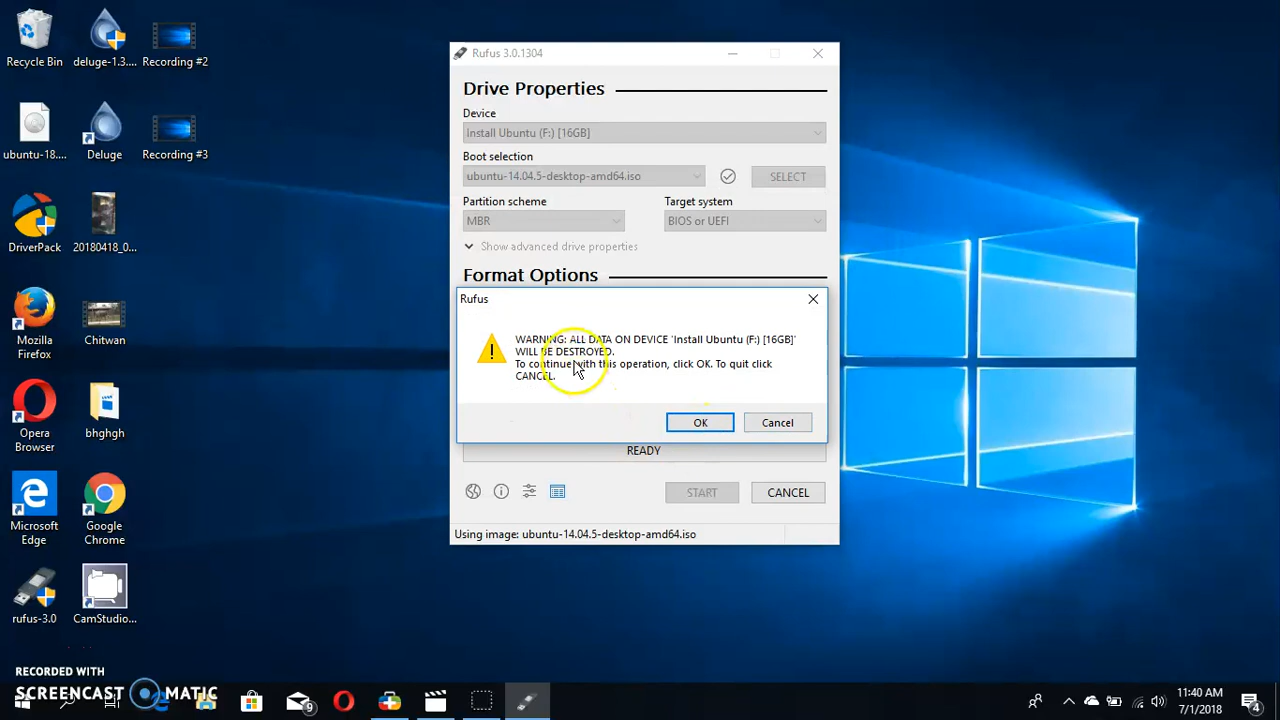 Recycle Bin
deluge-1.3....
Recording #2
ubuntu-18....
Deluge
Recording #3
DriverPack
20180418_0...
Mozilla
Firefox
Chitwan
Opera
Browser
bhghgh
Microsoft
Edge
Google
Chrome
rufus-3.0
CamStudio...
RECORDED WITH
SCREENCAST MATIC
Rufus 3.0.1304
Drive Properties
Device
Install Ubuntu (F:) [16GB]
Boot selection
ubuntu-14.04.5-desktop-amd64.iso
SELECT
Partition scheme
Target system
MBR
BIOS or UEFI
Show advanced drive properties
Format Options
Rufus
WARNING: ALL DATA ON DEVICE 'Install Ubuntu (F:) [16GB]'
WILL BE DESTROYED.
To continue with this operation, click OK. To quit click
CANCEL.
OK
Cancel
READY
START
CANCEL
Using image: ubuntu-14.04.5-desktop-amd64.iso
9
11:40 AM
7/1/2018
4